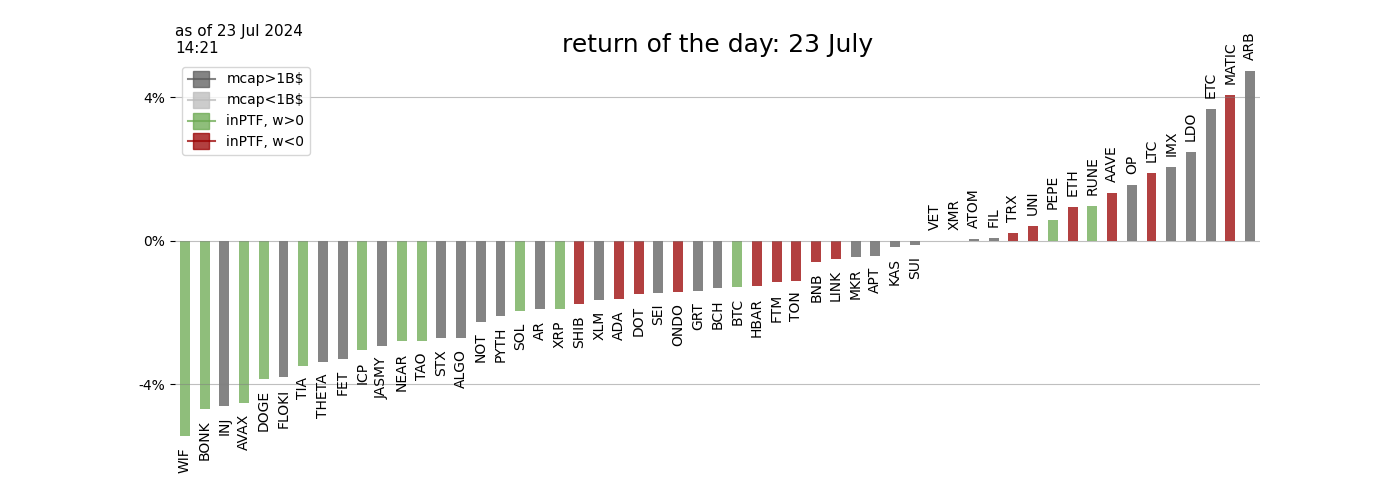 as of 23 Jul 2024
14:21
return of the day: 23 July
mcap>1B$
mcap<1B$
inPTF, w>0
inPTF, w<0
4%
0%
-4%
WIF
BONK
INJ
AVAX
DOGE
FLOKI
TIA
THETA
FET
ICP
JASMY
NEAR
TAO
STX
ALGO
NOT
PYTH
SOL
AR
XRP
SHIB
XLM
ADA
DOT
SEI
ONDO
GRT
BCH
BTC
HBAR
FTM
TON
BNB
LINK
MKR
APT
KAS
SUI
VET
XMR
ATOM
FIL
TRX
UNI
PEPE
ETH
RUNE
AAVE
OP
LTC
IMX
LDO
ETC
MATIC
ARB